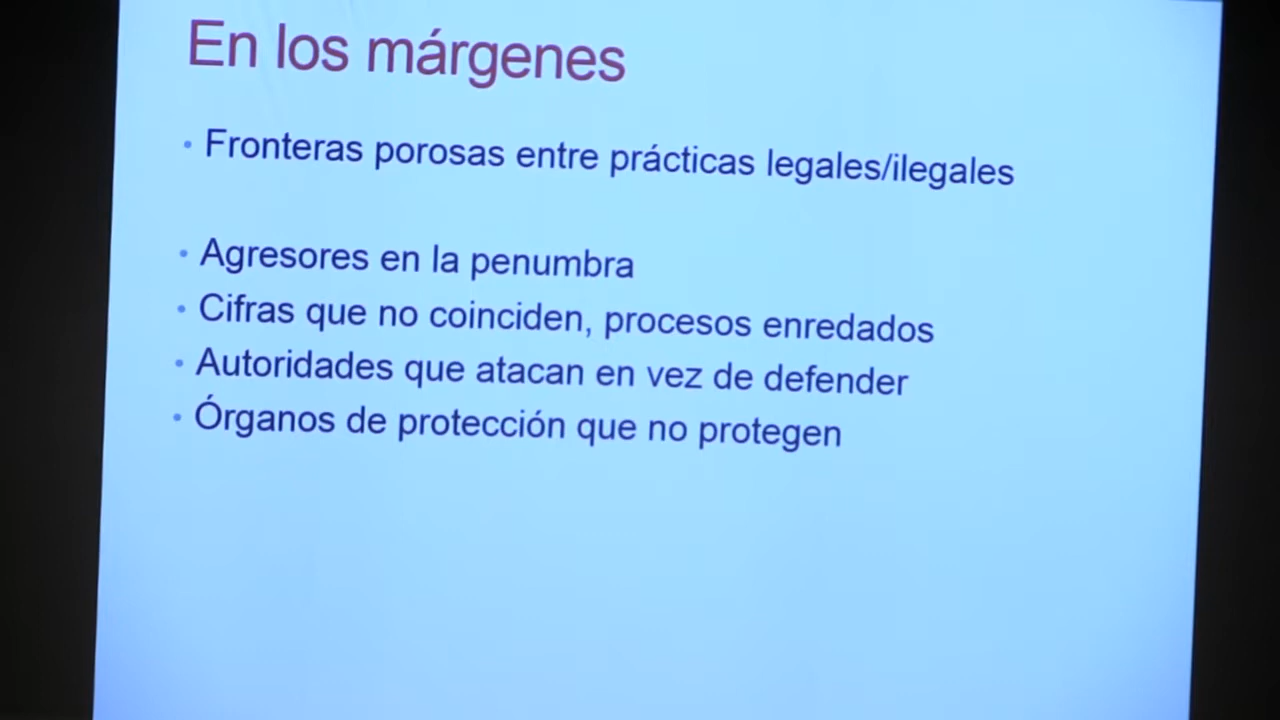 En los márgenes
• Fronteras porosas entre prácticas legales/ilegales
• Agresores en la penumbra
• Cifras que no coinciden, procesos enredados
• Autoridades que atacan en vez de defender
• Órganos de protección que no protegen